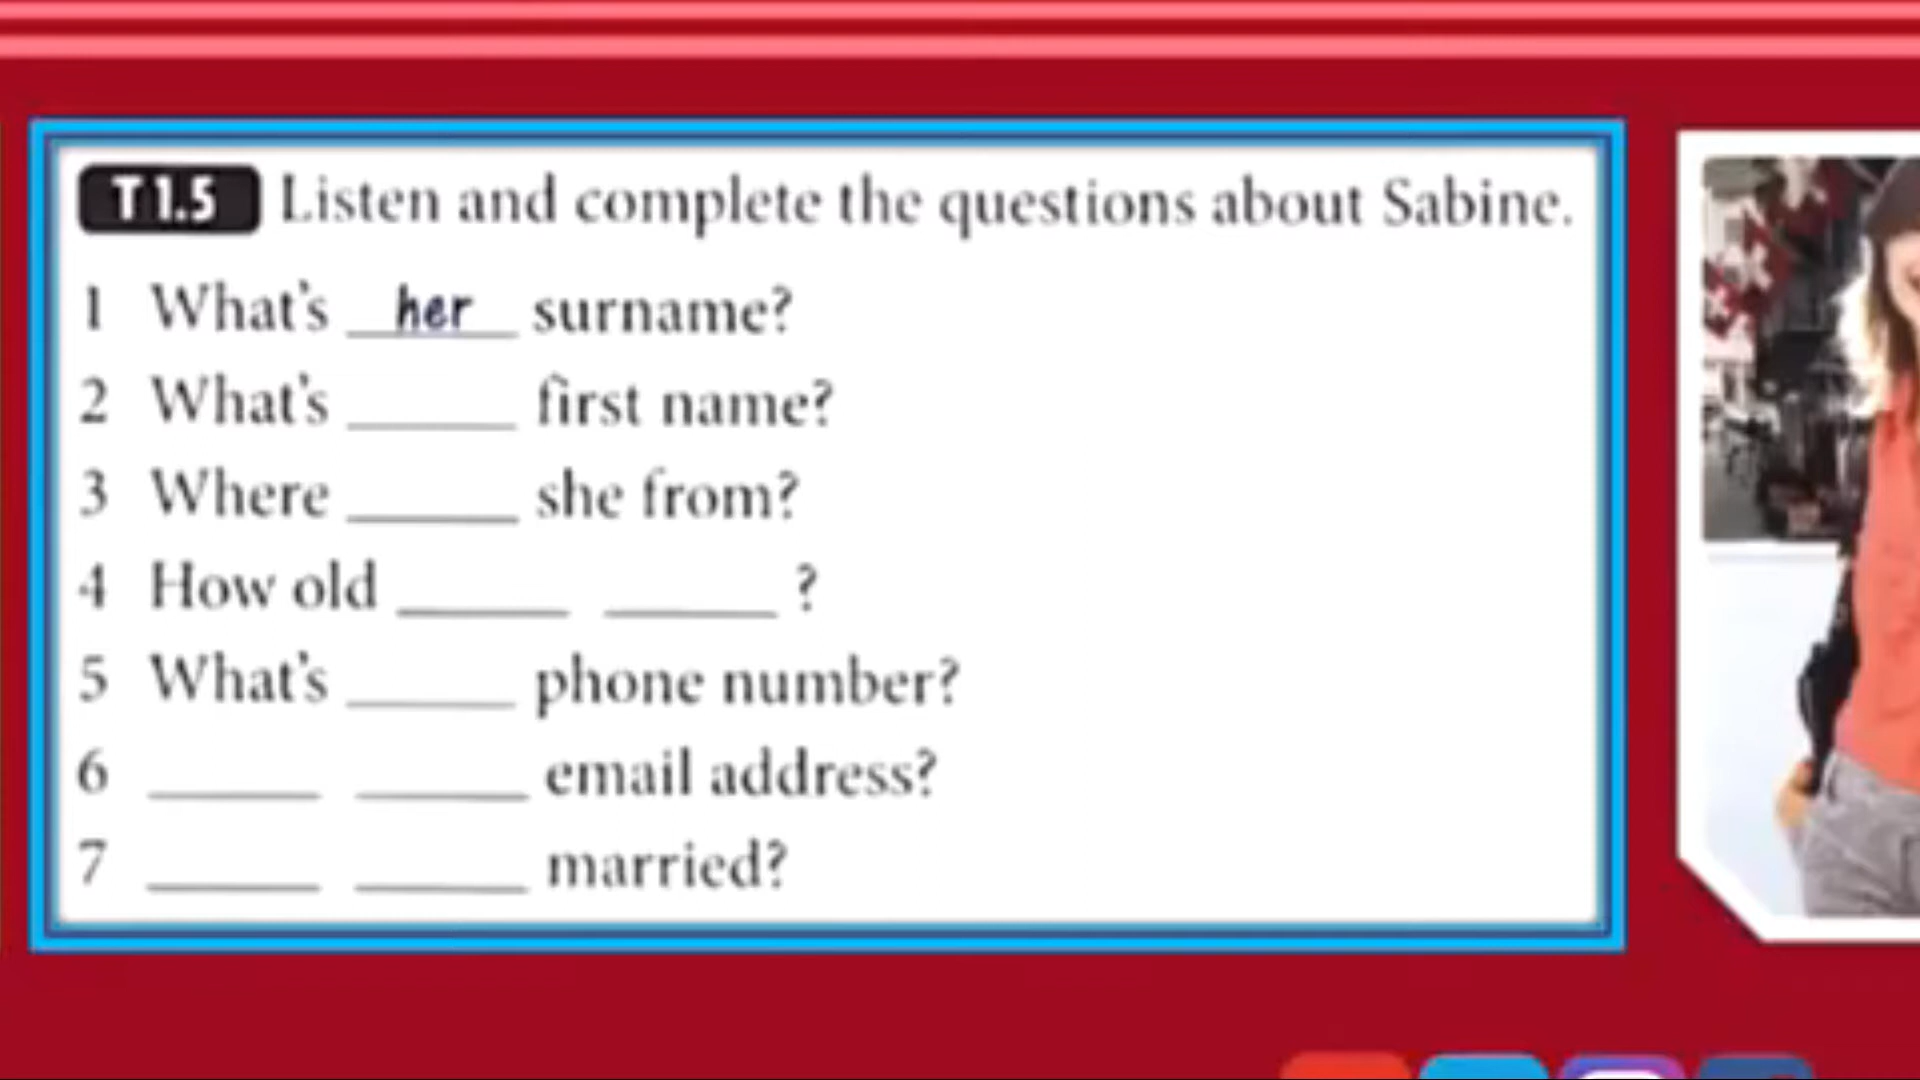 T 1.5 Listen and complete the questions about Sabine.
1 What's her surname?
2 What's ______ first name?
3 Where ______ she from?
4 How old ______ ______ ?
5 What's ______ phone number?
6 ______ ______ email address?
7 ______ ______ married?